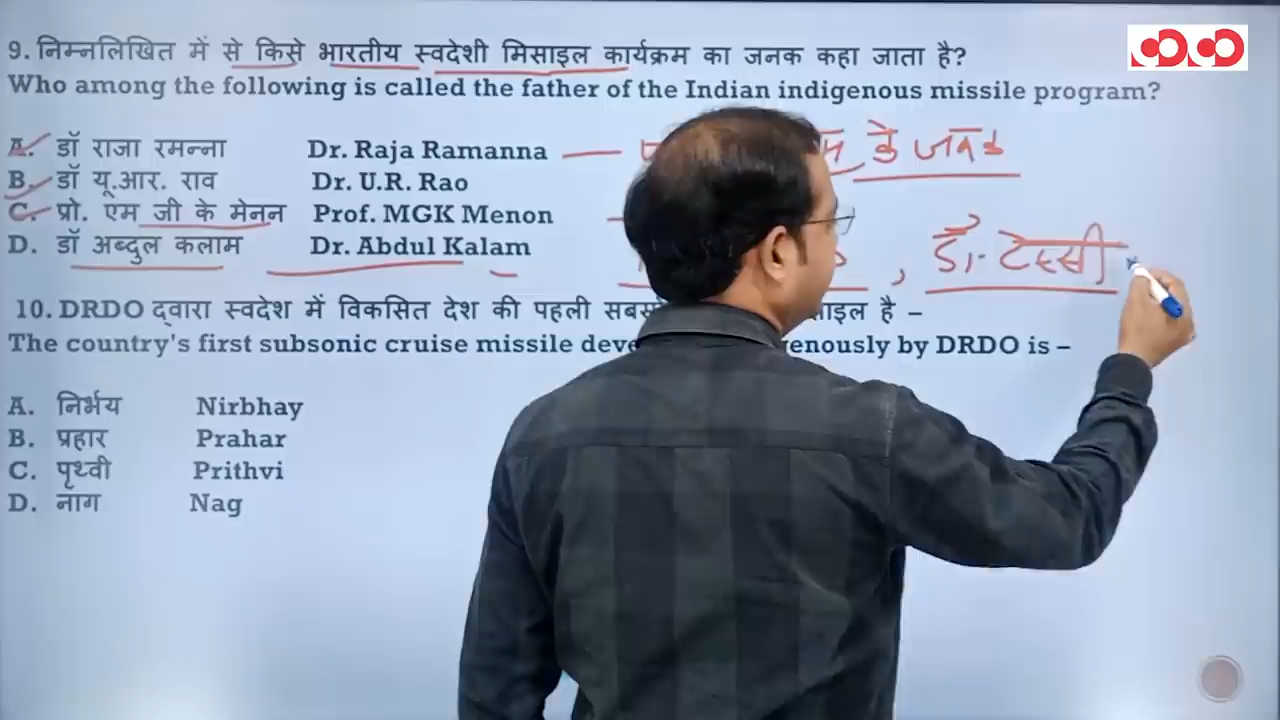 9. निम्नलिखित में से किसे भारतीय स्वदेशी मिसाइल कार्यक्रम का जनक कहा जाता है?
Who among the following is called the father of the Indian indigenous missile program?
A. डॉ राजा रमन्ना Dr. Raja Ramanna के जनक
B. डॉ यू.आर. राव Dr. U.R. Rao
C. प्रो. एम जी के मेनन Prof. MGK Menon
D. डॉ अब्दुल कलाम Dr. Abdul Kalam , डॉ. टेस्सी
10. DRDO द्वारा स्वदेश में विकसित देश की पहली है –
The country's first subsonic cruise missile by DRDO is –
A. निर्भय Nirbhay
B. प्रहार Prahar
C. पृथ्वी Prithvi
D. नाग Nag